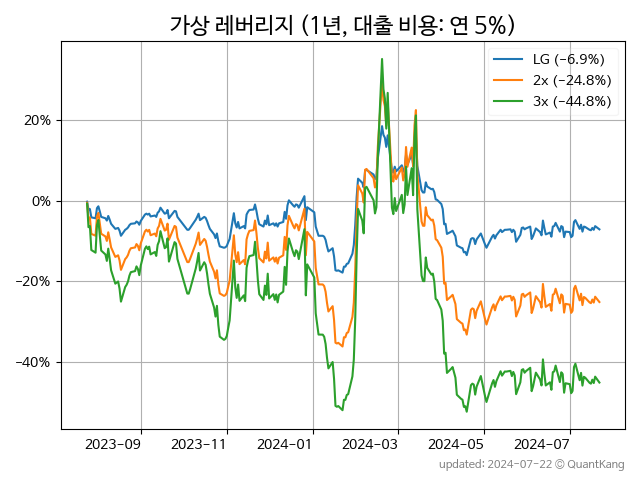 가상 레버리지 (1년, 대출 비용: 연 5%)
LG (−6.9%)
2x (−24.8%)
3x (−44.8%)
20%
0%
−20%
−40%
2023−09 2023−11 2024−01 2024−03 2024−05 2024−07
updated: 2024-07-22 © QuantKang